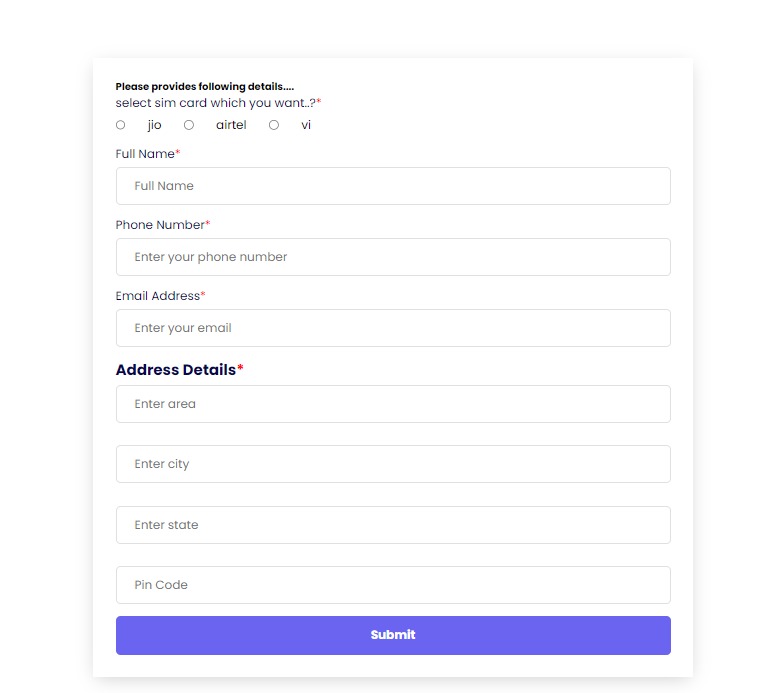 Please provides following details....
select sim card which you want..?*
jio airtel vi
Full Name*
Full Name
Phone Number*
Enter your phone number
Email Address*
Enter your email
Address Details*
Enter area
Enter city
Enter state
Pin Code
Submit